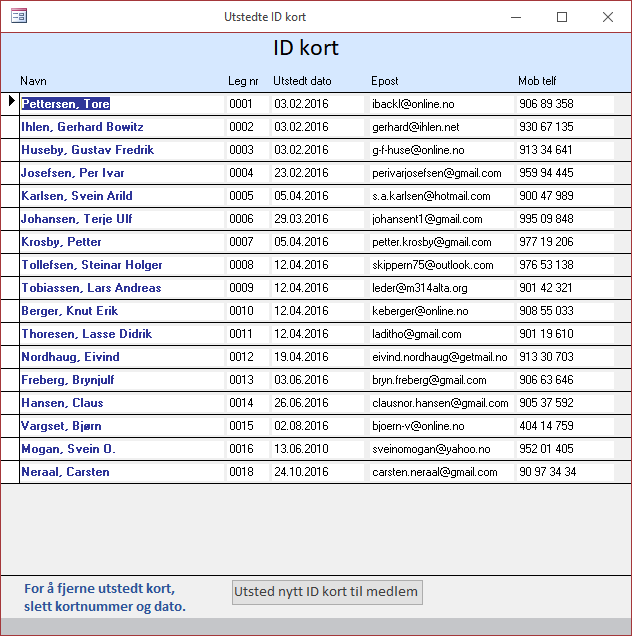 Utstedte ID kort
ID kort
Navn Leg nr Utstedt dato Epost Mob telf
Pettersen, Tore 0001 03.02.2016 ibackl@online.no 906 89 358
Ihlen, Gerhard Bowitz 0002 03.02.2016 gerhard@ihlen.net 930 67 135
Huseby, Gustav Fredrik 0003 03.02.2016 g-f-huse@online.no 913 34 641
Josefsen, Per Ivar 0004 23.02.2016 perivarjosefsen@gmail.com 959 94 445
Karlsen, Svein Arild 0005 05.04.2016 s.a.karlsen@hotmail.com 900 47 989
Johansen, Terje Ulf 0006 29.03.2016 johansent1@gmail.com 995 09 848
Krosby, Petter 0007 05.04.2016 petter.krosby@gmail.com 977 19 206
Tollefsen, Steinar Holger 0008 12.04.2016 skippern75@outlook.com 976 53 138
Tobiassen, Lars Andreas 0009 12.04.2016 leder@m314alta.org 901 42 321
Berger, Knut Erik 0010 12.04.2016 keberger@online.no 908 55 033
Thoresen, Lasse Didrik 0011 12.04.2016 laditho@gmail.com 901 19 610
Nordhaug, Eivind 0012 19.04.2016 eivind.nordhaug@getmail.no 913 30 703
Freberg, Brynjulf 0013 03.06.2016 bryn.freberg@gmail.com 906 63 646
Hansen, Claus 0014 26.06.2016 clausnor.hansen@gmail.com 905 37 592
Vargset, Bjørn 0015 02.08.2016 bjoern-v@online.no 404 14 759
Mogan, Svein O. 0016 13.06.2010 sveinomogan@yahoo.no 952 01 405
Neraal, Carsten 0018 24.10.2016 carsten.neraal@gmail.com 90 97 34 34
For å fjerne utstedt kort,
slett kortnummer og dato.
Utsted nytt ID kort til medlem